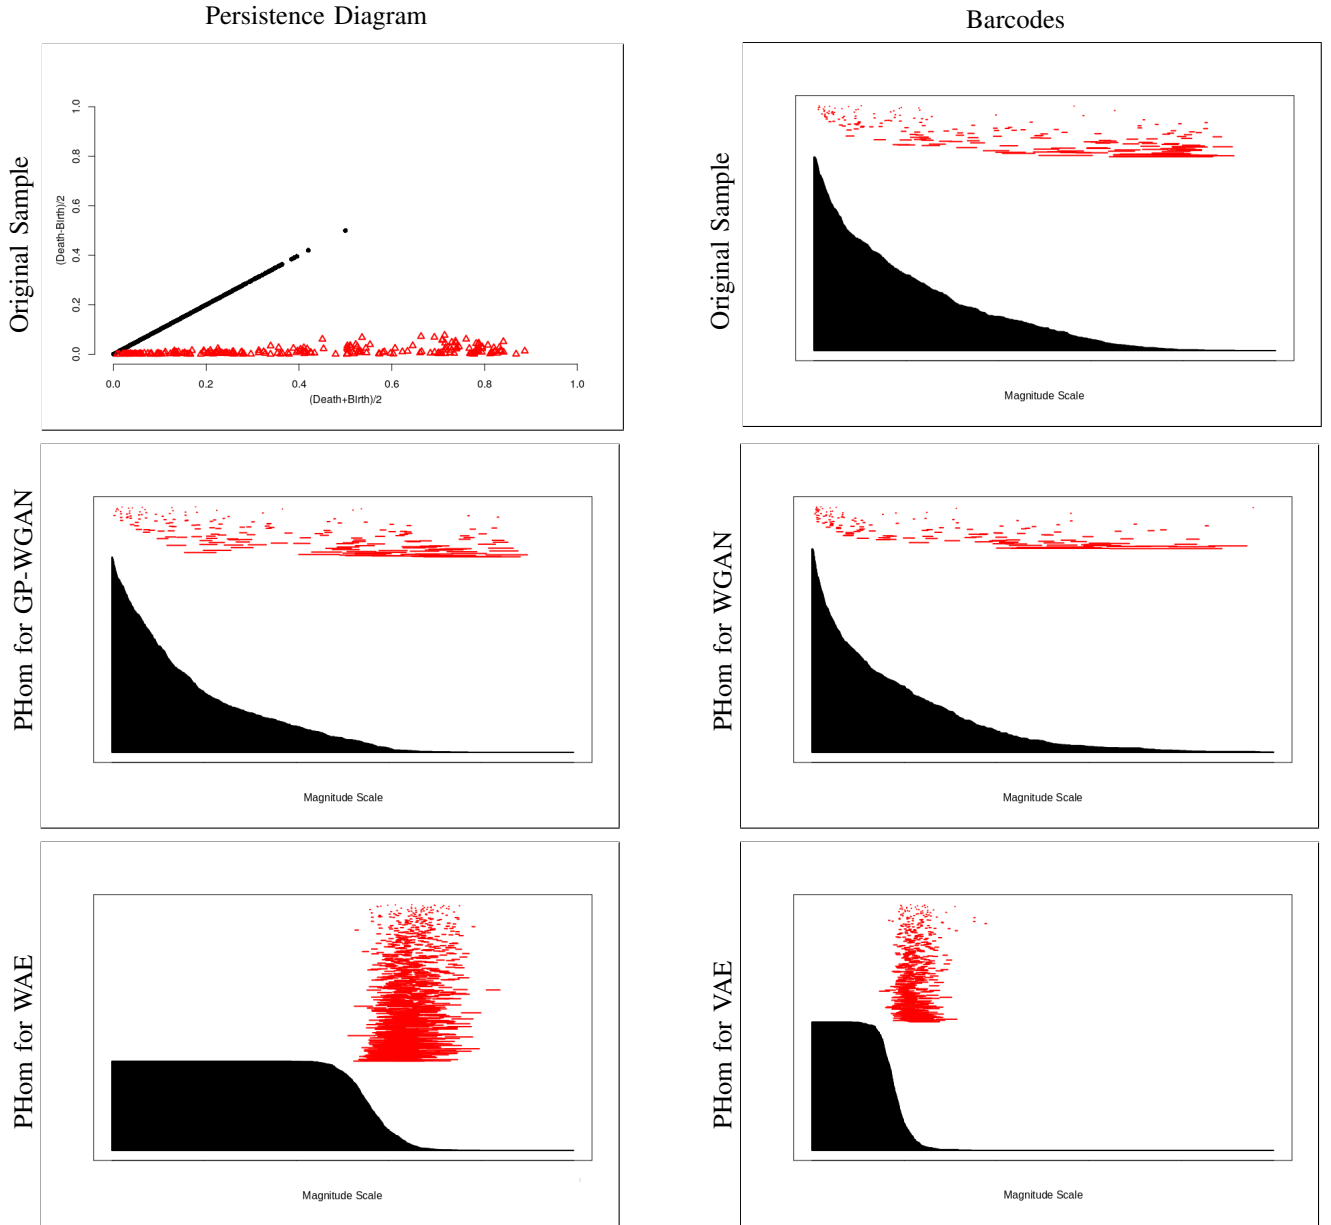 Persistence Diagram
Barcodes
Original Sample
1.0
0.8
0.6
0.4
0.2
0.0
(Death-Birth)/2
0.0 0.2 0.4 0.6 0.8 1.0
(Death+Birth)/2
Original Sample
Magnitude Scale
PHom for GP-WGAN
Magnitude Scale
PHom for WGAN
Magnitude Scale
PHom for WAE
Magnitude Scale
PHom for VAE
Magnitude Scale